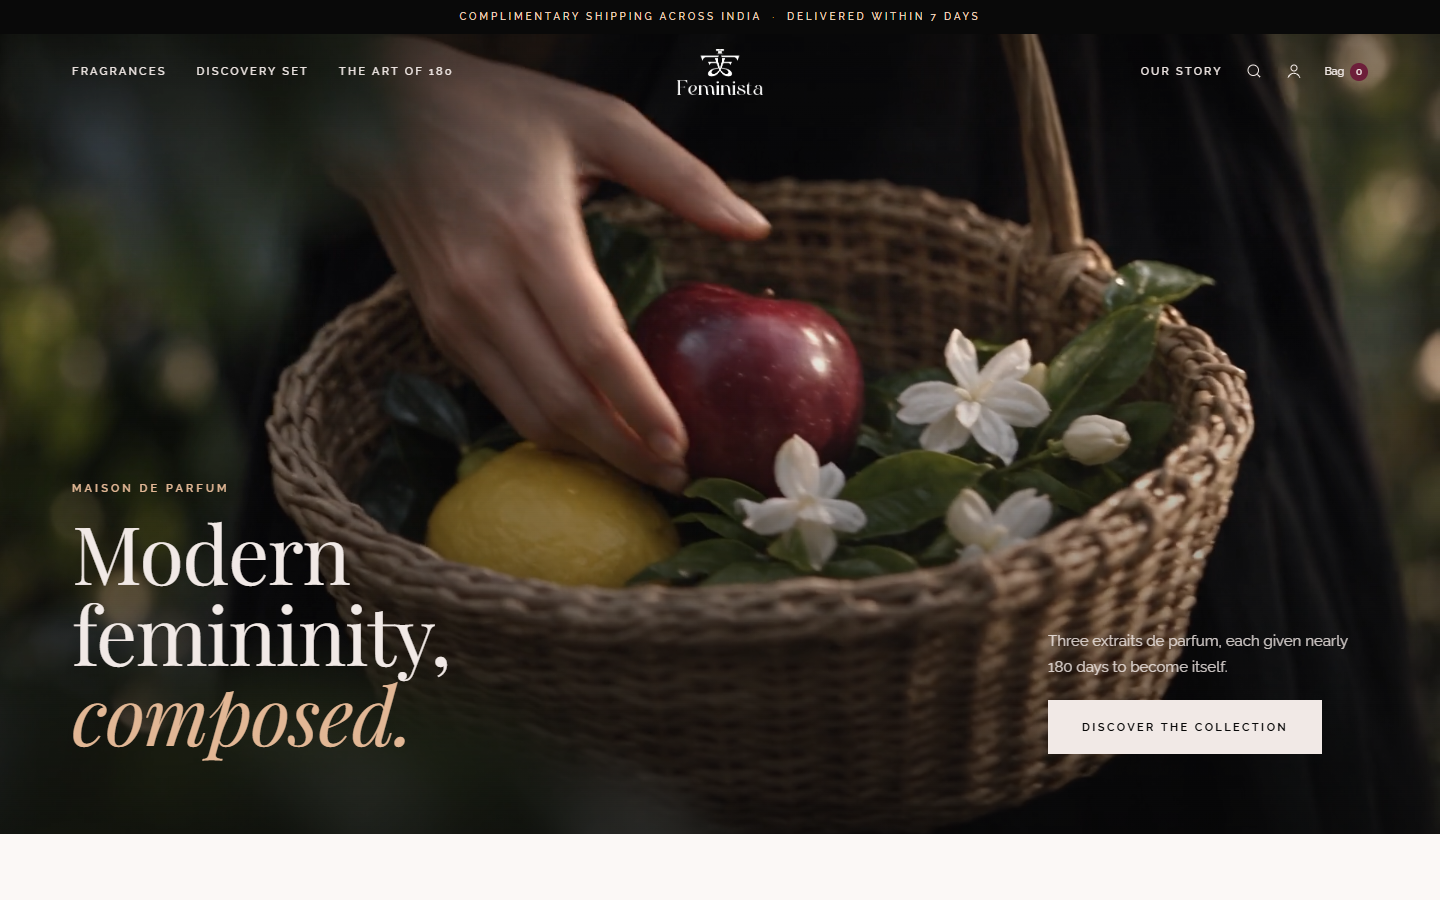 COMPLIMENTARY SHIPPING ACROSS INDIA · DELIVERED WITHIN 7 DAYS
FRAGRANCES DISCOVERY SET THE ART OF 180
Feminista
OUR STORY Bag 0
MAISON DE PARFUM
Modern
femininity,
composed.
Three extraits de parfum, each given nearly
180 days to become itself.
DISCOVER THE COLLECTION